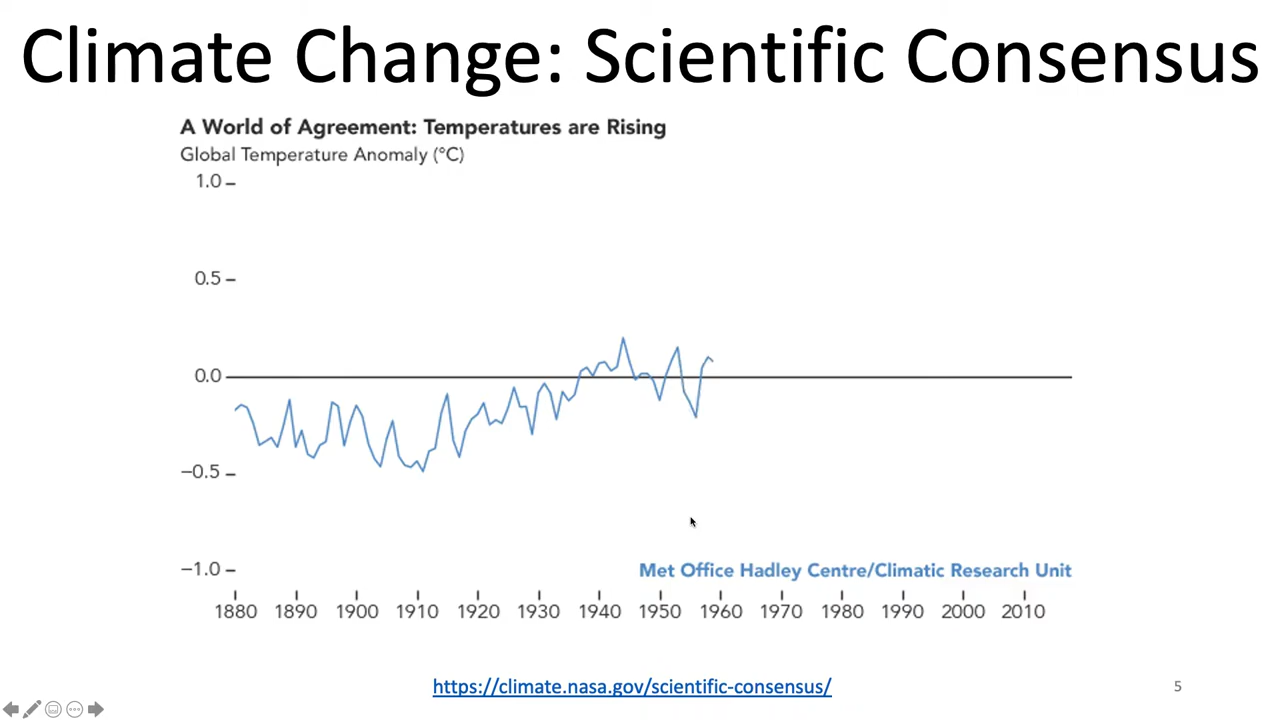 Climate Change: Scientific Consensus
A World of Agreement: Temperatures are Rising
Global Temperature Anomaly (°C)
1.0
0.5
0.0
−0.5
−1.0
Met Office Hadley Centre/Climatic Research Unit
1880 1890 1900 1910 1920 1930 1940 1950 1960 1970 1980 1990 2000 2010
https://climate.nasa.gov/scientific-consensus/
5